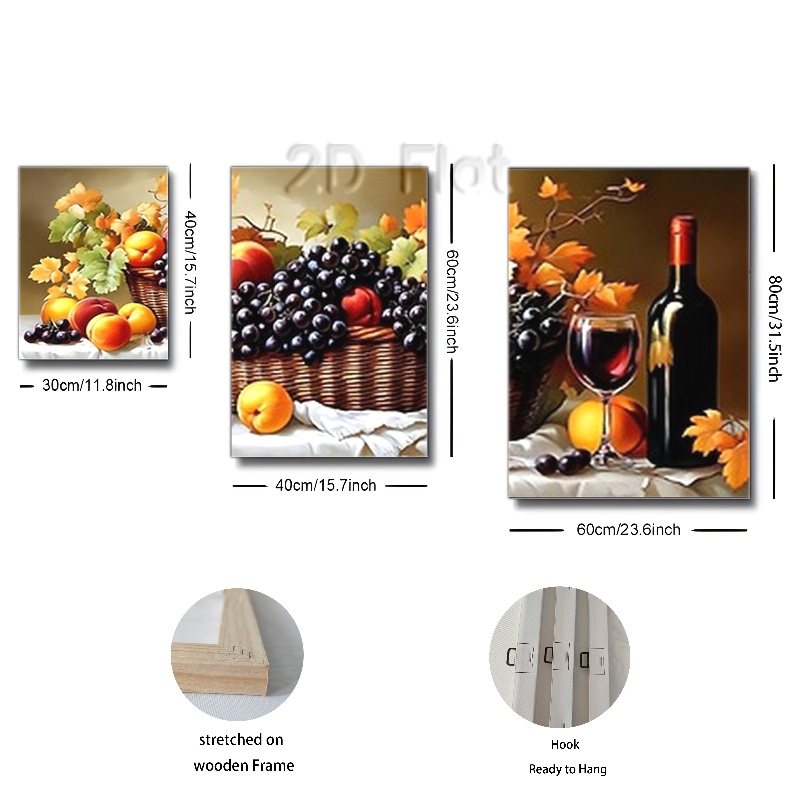 2D Flat
40cm/15.7inch
30cm/11.8inch
60cm/23.6inch
40cm/15.7inch
80cm/31.5inch
60cm/23.6inch
stretched on
wooden Frame
Hook
Ready to Hang